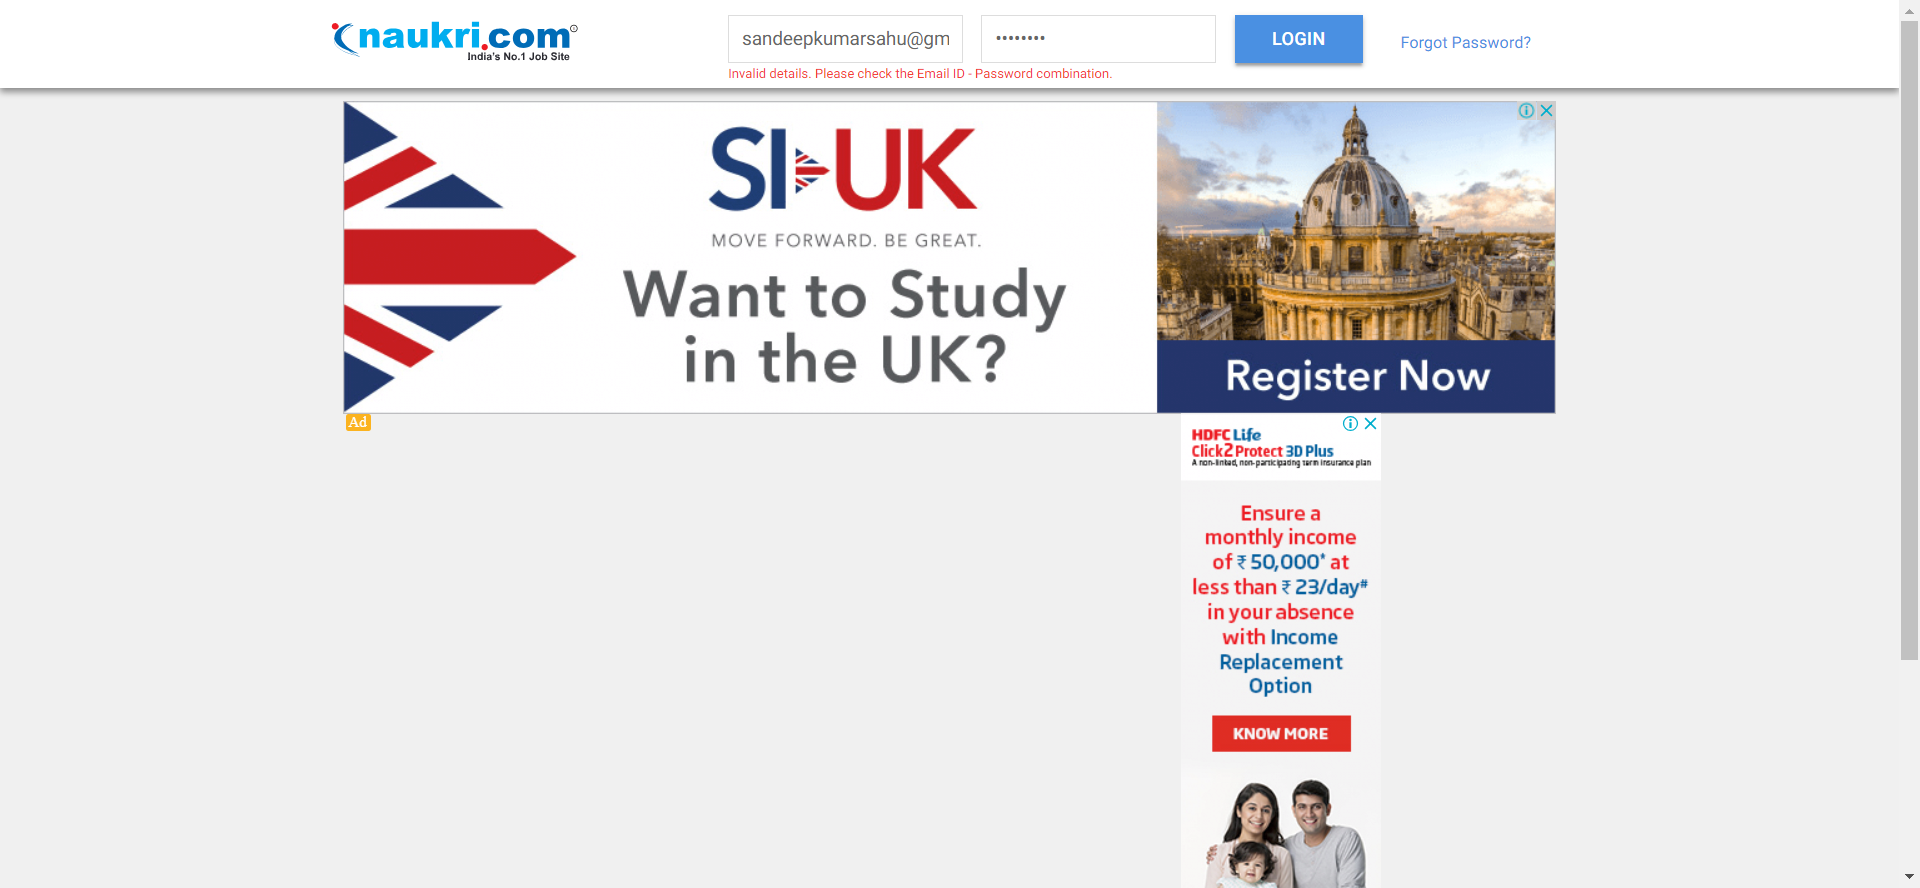 naukri.com
India's No.1 Job Site
sandeepkumarsahu@gm
••••••••
LOGIN
Forgot Password?
Invalid details. Please check the Email ID - Password combination.
SI UK
MOVE FORWARD. BE GREAT.
Want to Study
in the UK?
Register Now
Ad
HDFC Life
Click2Protect 3D Plus
A non-linked, non-participating term insurance plan
Ensure a
monthly income
of ₹ 50,000* at
less than ₹ 23/day#
in your absence
with Income
Replacement
Option
KNOW MORE